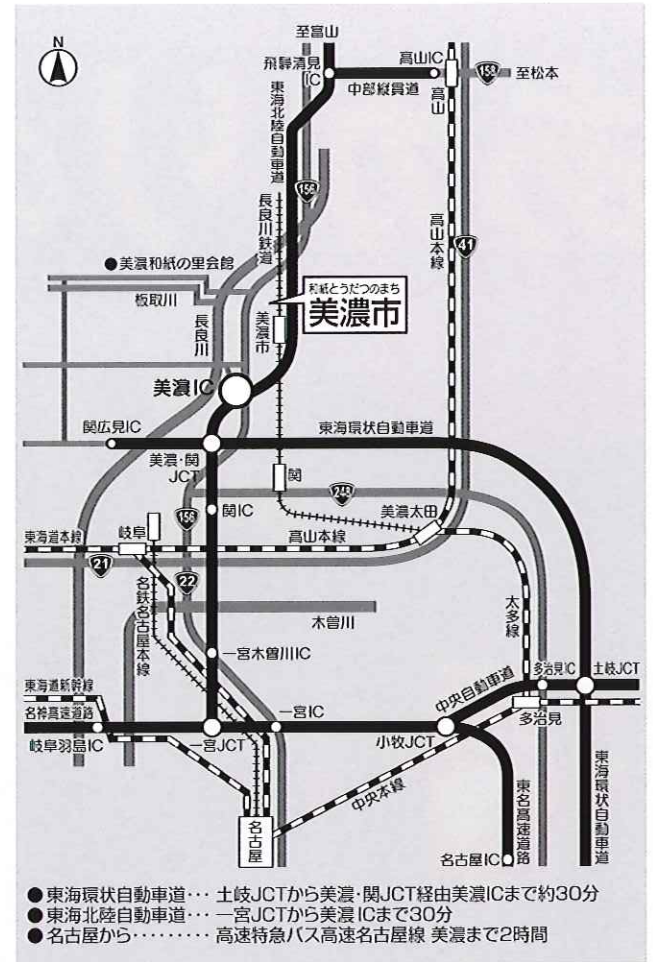 N
至富山
飛驒清見
IC
高山IC
158
至松本
中部縦貫道
高山
東海北陸自動車道
156
長良川鉄道
高山本線
41
●美濃和紙の里会館
板取川
長良川
和紙とうだつのまち
美濃市
美濃市
美濃IC
関広見IC
東海環状自動車道
美濃・関
JCT
関
248
関IC
156
美濃太田
岐阜
東海道本線
高山本線
21
22
名鉄名古屋本線
木曽川
太多線
一宮木曽川IC
多治見IC
土岐JCT
東海道新幹線
中央自動車道
名神高速道路
一宮IC
多治見
岐阜羽島IC
一宮JCT
小牧JCT
中央本線
東名高速道路
東海環状自動車道
名古屋
名古屋IC
●東海環状自動車道… 土岐JCTから美濃・関JCT経由美濃ICまで約30分
●東海北陸自動車道… 一宮JCTから美濃ICまで30分
●名古屋から……… 高速特急バス高速名古屋線 美濃まで2時間